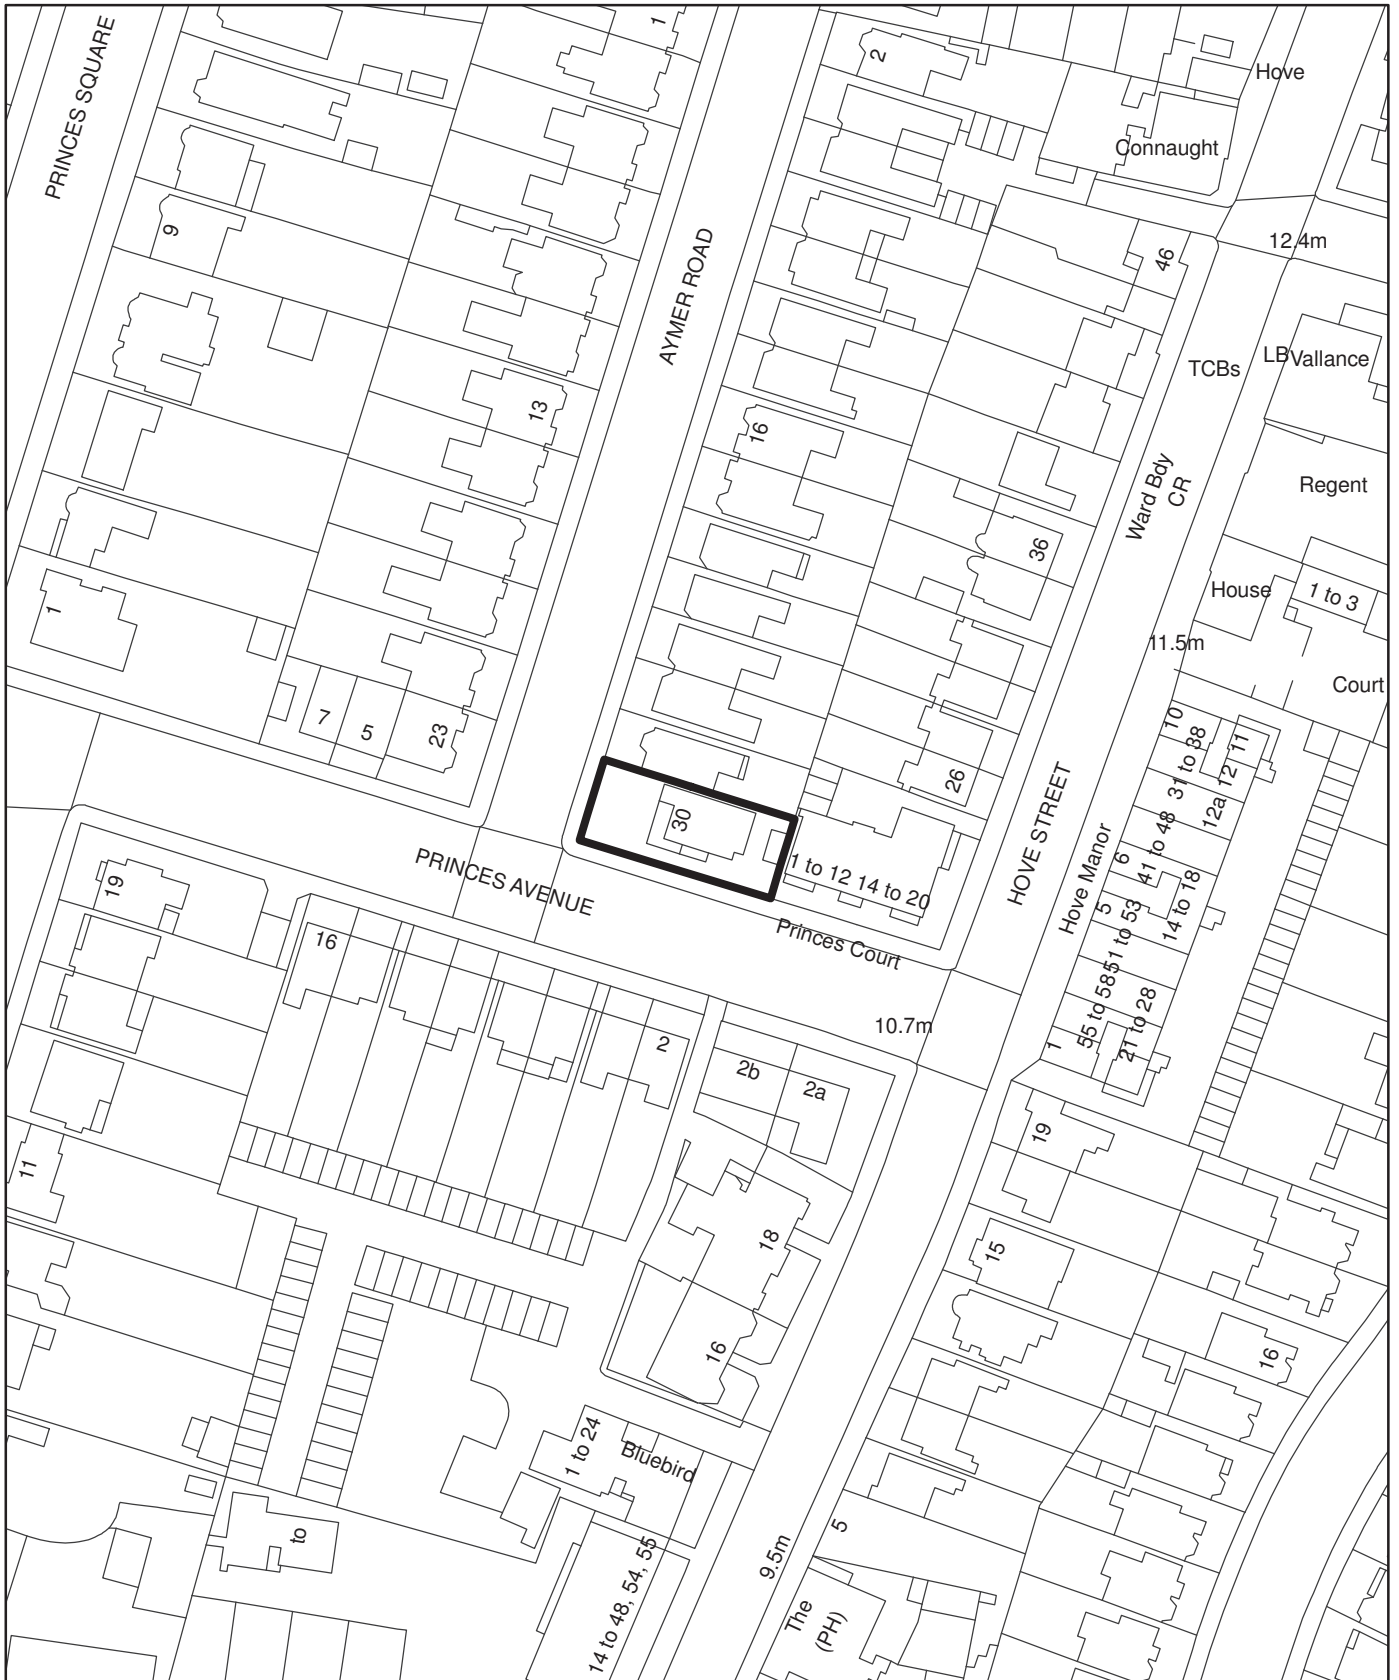 PRINCES SQUARE
1
2
Hove
Connaught
9
AYMER ROAD
46
12.4m
13
TCBs
LB
Vallance
16
Ward Bdy
CR
Regent
36
1
House
1 to 3
11.5m
Court
7
5
23
10
31 to 38
11
12
12a
26
30
HOVE STREET
Hove Manor
6
41 to 48
1 to 12 14 to 20
PRINCES AVENUE
19
5
51 to 53
14 to 18
16
Princes Court
55 to 58
21 to 28
1
10.7m
2
2b
2a
19
11
18
15
16
16
1 to 24
Bluebird
to
5
9.5m
14 to 48, 54, 55
The
(PH)